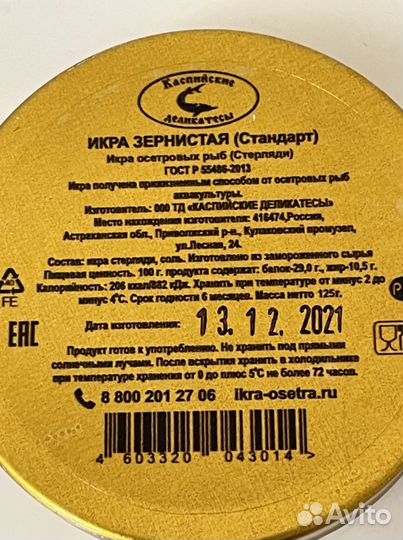 Каспийские
деликатесы
ИКРА ЗЕРНИСТАЯ (Стандарт)
Икра осетровых рыб (Стерляди)
ГОСТ Р 55486-2013
Икра получена прижизненным способом от осетровых рыб
аквакультуры.
Изготовитель: ООО ТД «КАСПИЙСКИЕ ДЕЛИКАТЕСЫ»
Место нахождения изготовителя: 416474,Россия,
Астраханская обл., Приволжский р-н., Кулаковский промузел,
ул.Лесная, 24.
Состав: икра стерляди, соль. Изготовлено из замороженного сырья
Пищевая ценность. 100 г. продукта содержат: белок-29,0 г., жир-10,5 г.
Калорийность: 206 ккал/882 кДж. Хранить при температуре от минус 2 до
минус 4°С. Срок годности 6 месяцев. Масса нетто 125г.
FE
EAC
Дата изготовления: 13.12.2021
Продукт готов к употреблению. Не хранить под прямыми
солнечными лучами. После вскрытия хранить в холодильнике
при температуре хранения от 0 до плюс 5°С не более 72 часов.
8 800 201 27 06 ikra-osetra.ru
4 603320 043014 >
Avito